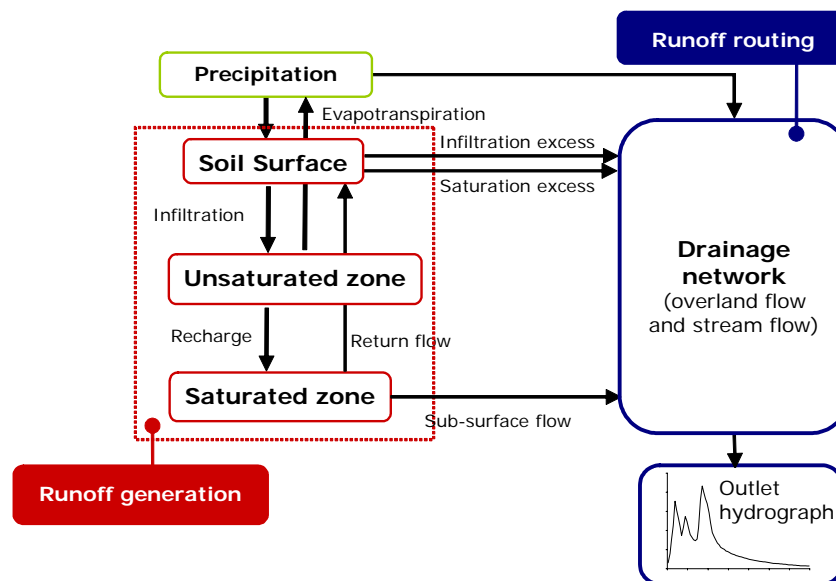 Runoff routing
Precipitation
Evapotranspiration
Infiltration excess
Soil Surface
Saturation excess
Infiltration
Drainage
network
(overland flow
and stream flow)
Unsaturated zone
Recharge
Return flow
Saturated zone
Sub-surface flow
Runoff generation
Outlet
hydrograph